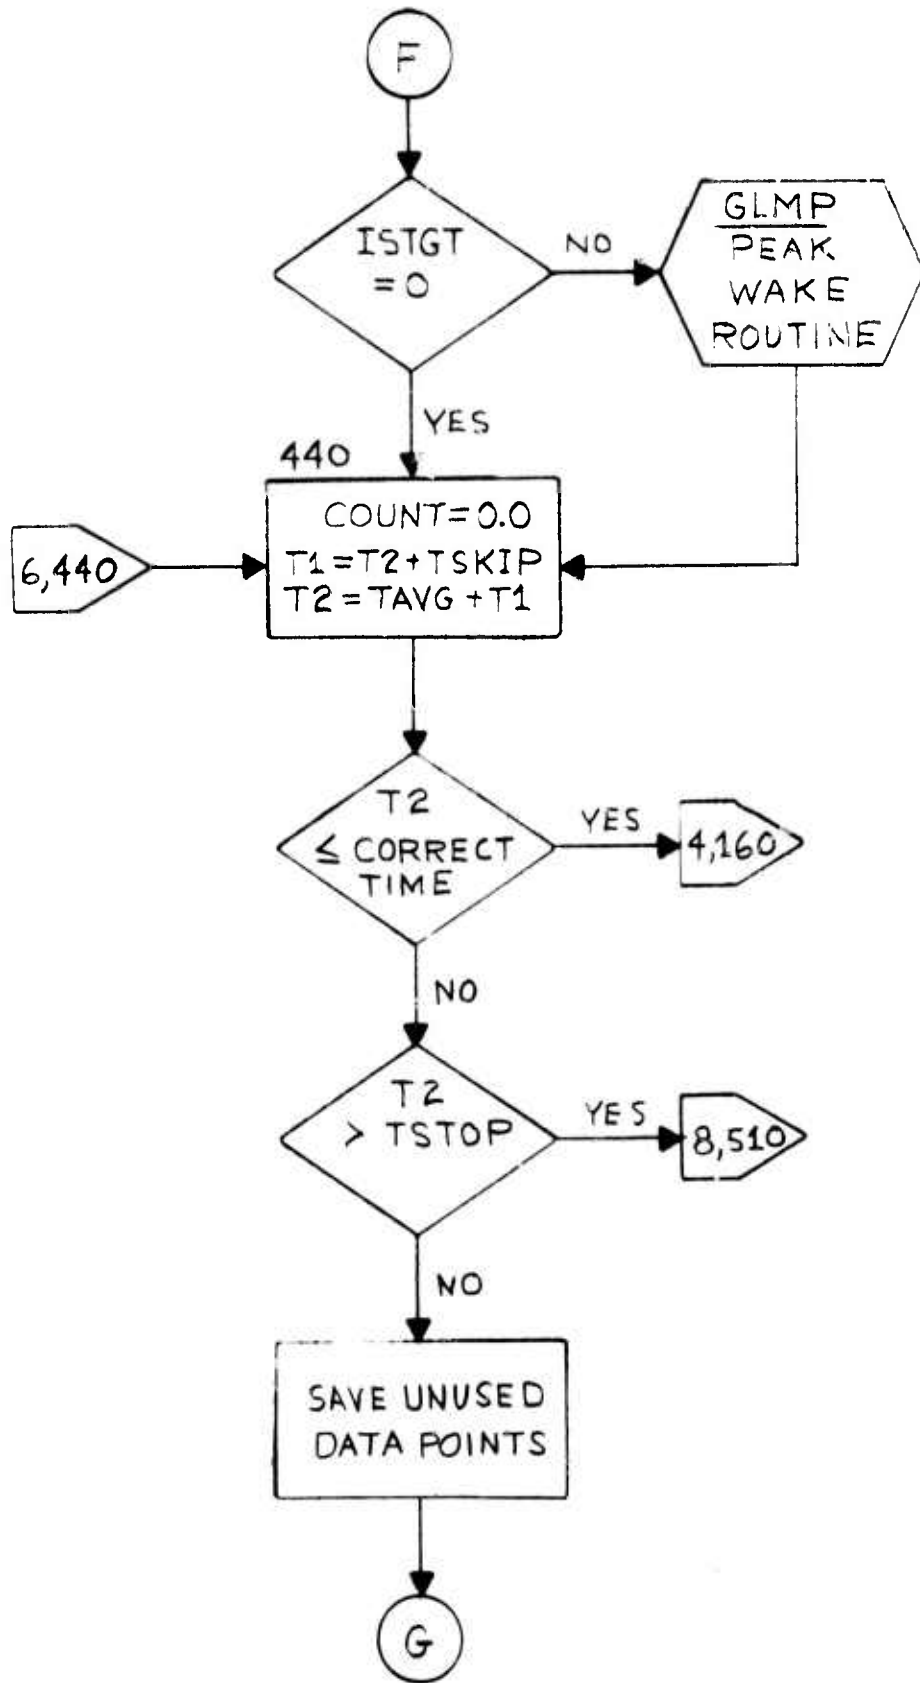 F
ISTGT
= 0
NO
GLMP
PEAK
WAKE
ROUTINE
YES
440
COUNT = 0.0
T1 = T2 + TSKIP
T2 = TAVG + T1
6,440
T2
≤ CORRECT
TIME
YES
4,160
NO
T2
> TSTOP
YES
8,510
NO
SAVE UNUSED
DATA POINTS
G